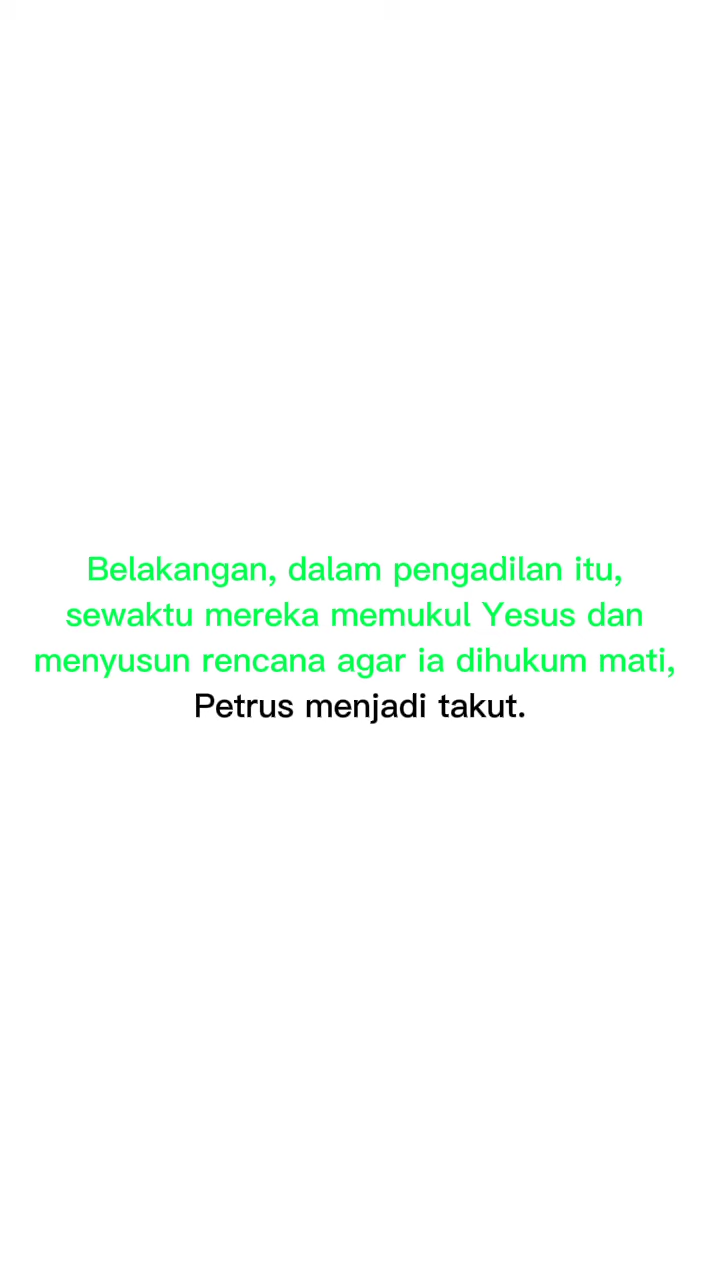 Belakangan, dalam pengadilan itu,
sewaktu mereka memukul Yesus dan
menyusun rencana agar ia dihukum mati,
Petrus menjadi takut.